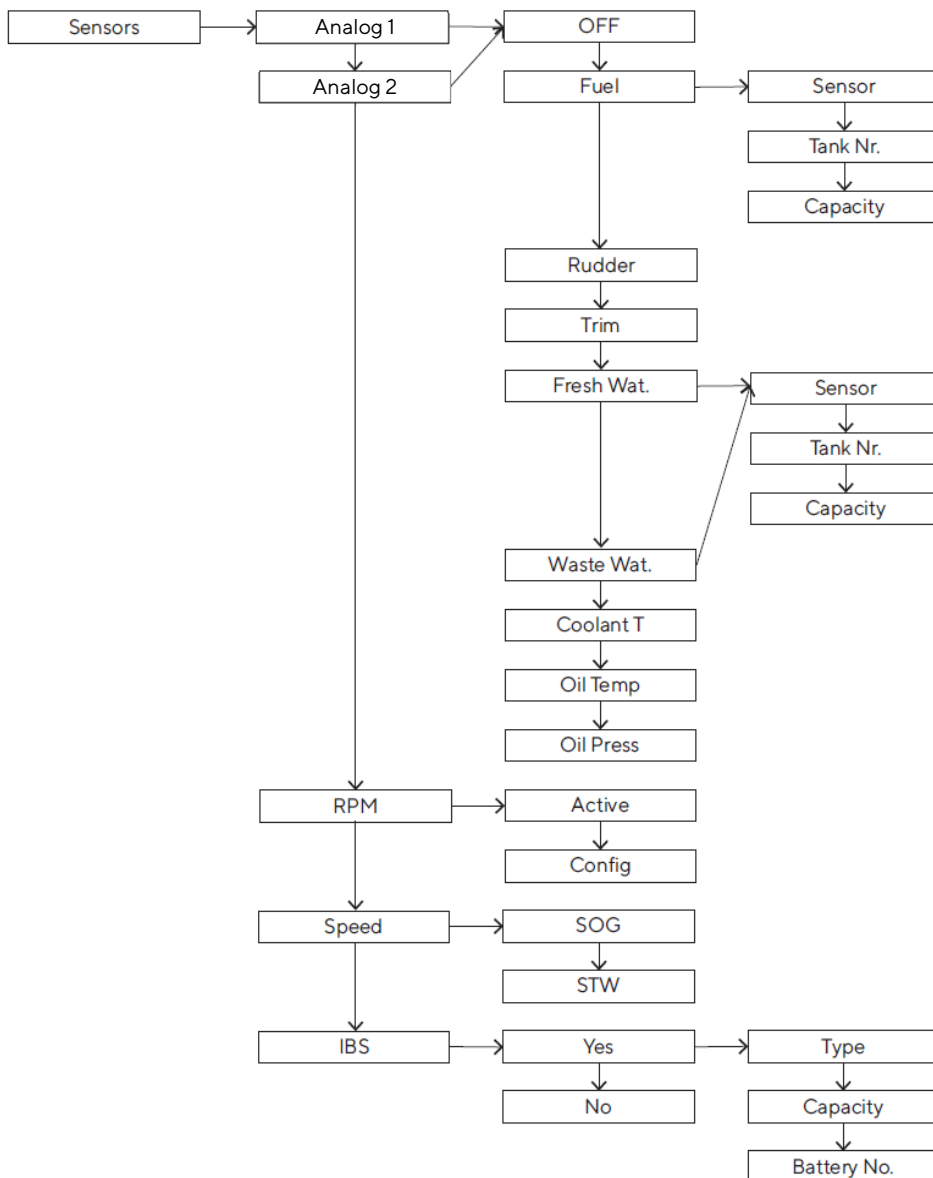 Sensors
Analog 1
OFF
Analog 2
Fuel
Sensor
Tank Nr.
Capacity
Rudder
Trim
Fresh Wat.
Sensor
Tank Nr.
Capacity
Waste Wat.
Coolant T
Oil Temp
Oil Press
RPM
Active
Config
Speed
SOG
STW
IBS
Yes
Type
No
Capacity
Battery No.